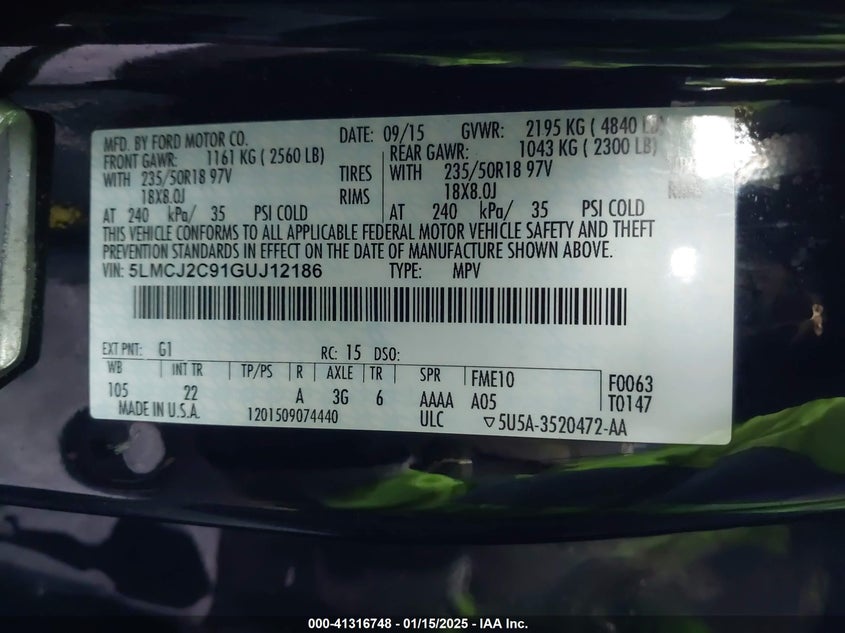 MFD. BY FORD MOTOR CO. DATE: 09/15 GVWR: 2195 KG ( 4840 LB)
FRONT GAWR: 1161 KG ( 2560 LB) REAR GAWR: 1043 KG ( 2300 LB)
WITH 235/50R18 97V TIRES WITH 235/50R18 97V TIRES
18X8.0J RIMS 18X8.0J RIMS
AT 240 kPa/ 35 PSI COLD AT 240 kPa/ 35 PSI COLD
THIS VEHICLE CONFORMS TO ALL APPLICABLE FEDERAL MOTOR VEHICLE SAFETY AND THEFT
PREVENTION STANDARDS IN EFFECT ON THE DATE OF MANUFACTURE SHOWN ABOVE.
VIN: 5LMCJ2C91GUJ12186 TYPE: MPV
EXT PNT: G1 RC: 15 DSO:
WB INT TR TP/PS R AXLE TR SPR FME10 F0063
105 22 A 3G 6 AAAA A05 T0147
MADE IN U.S.A. 1201509074440 ULC ▽5U5A-3520472-AA
000-41316748 - 01/15/2025 - IAA Inc.